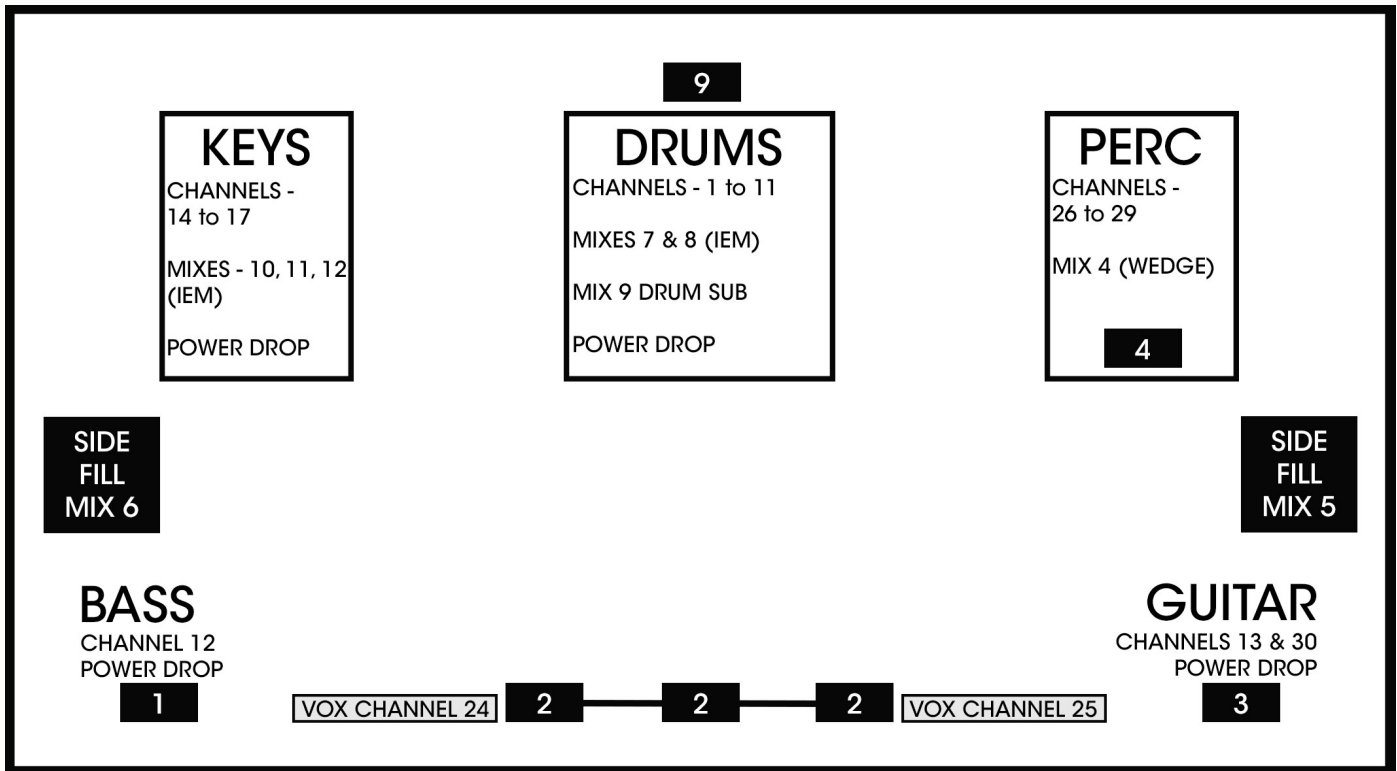 9
KEYS
CHANNELS -
14 to 17
MIXES - 10, 11, 12
(IEM)
POWER DROP
DRUMS
CHANNELS - 1 to 11
MIXES 7 & 8 (IEM)
MIX 9 DRUM SUB
POWER DROP
PERC
CHANNELS -
26 to 29
MIX 4 (WEDGE)
4
SIDE
FILL
MIX 6
SIDE
FILL
MIX 5
BASS
CHANNEL 12
POWER DROP
1
GUITAR
CHANNELS 13 & 30
POWER DROP
3
VOX CHANNEL 24
2
2
2
VOX CHANNEL 25